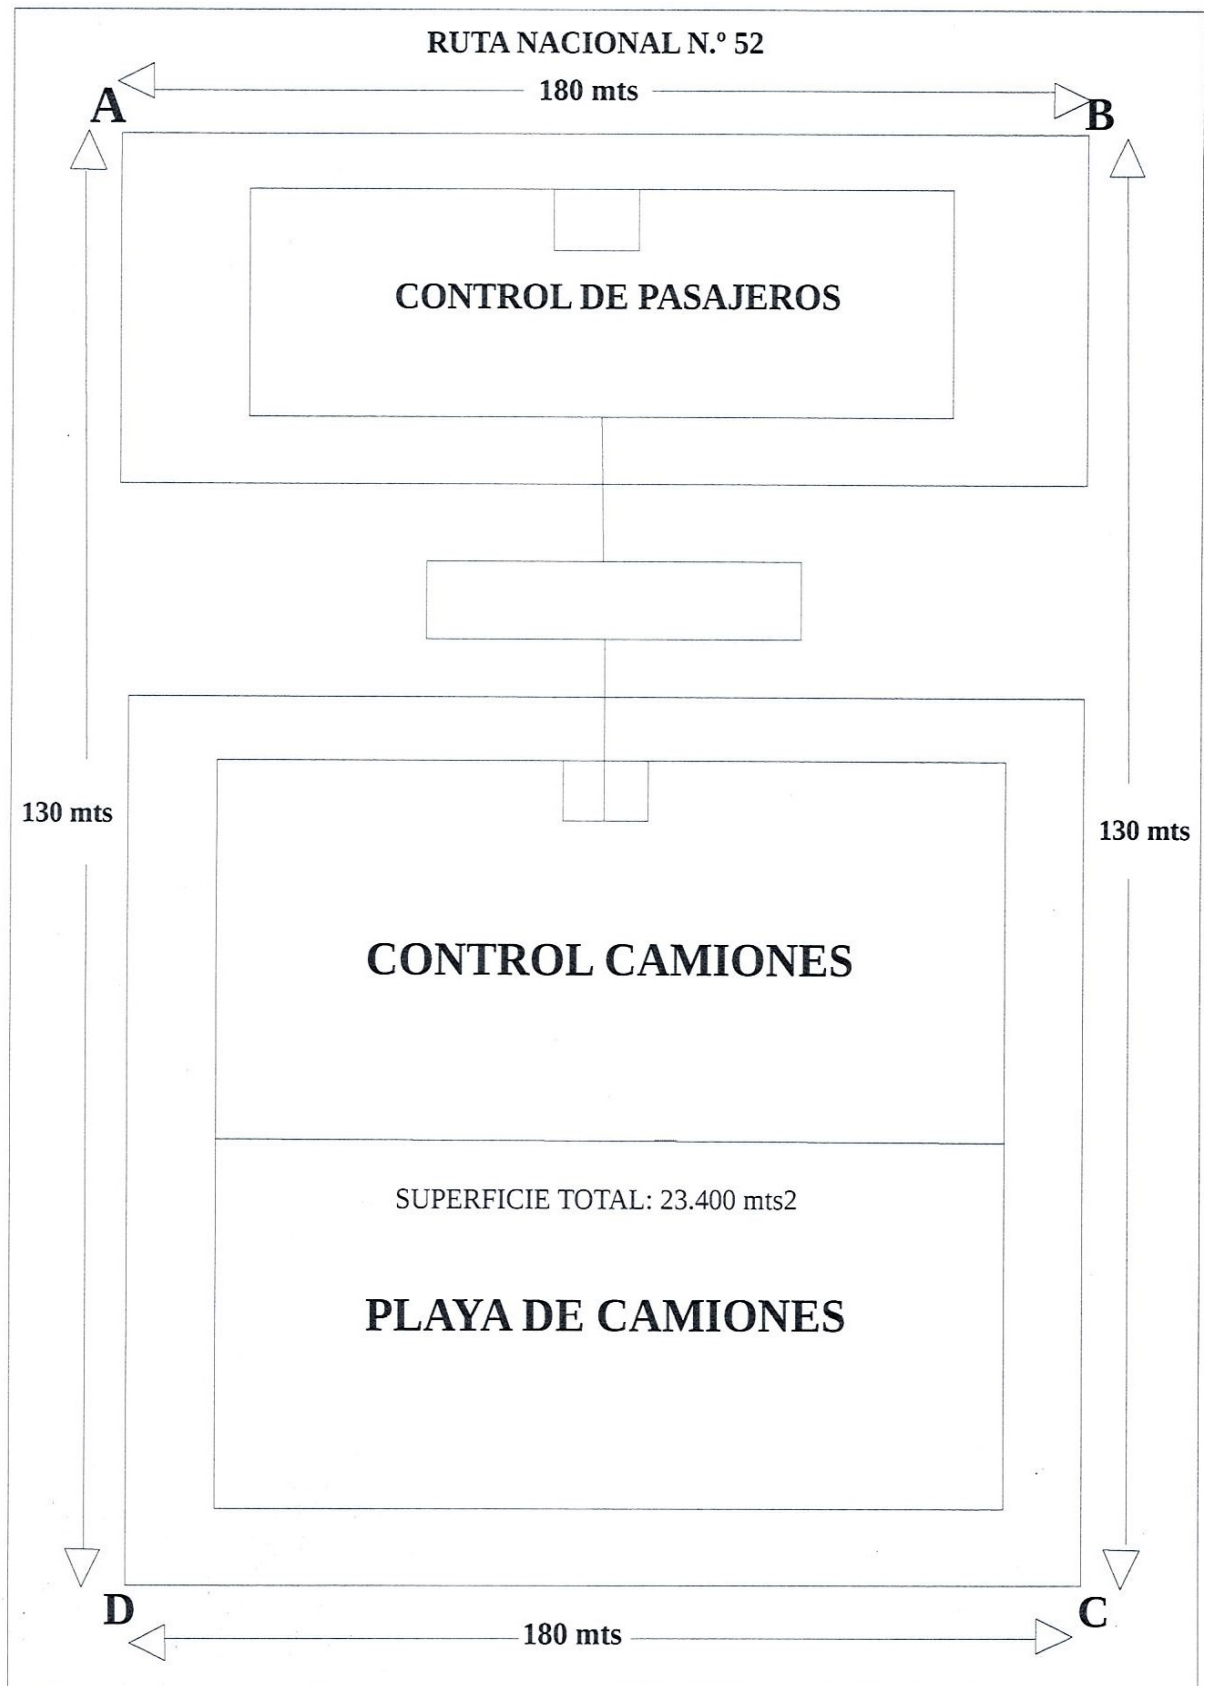 RUTA NACIONAL N.º 52
180 mts
A
B
CONTROL DE PASAJEROS
130 mts
130 mts
CONTROL CAMIONES
SUPERFICIE TOTAL: 23.400 mts2
PLAYA DE CAMIONES
D
C
180 mts